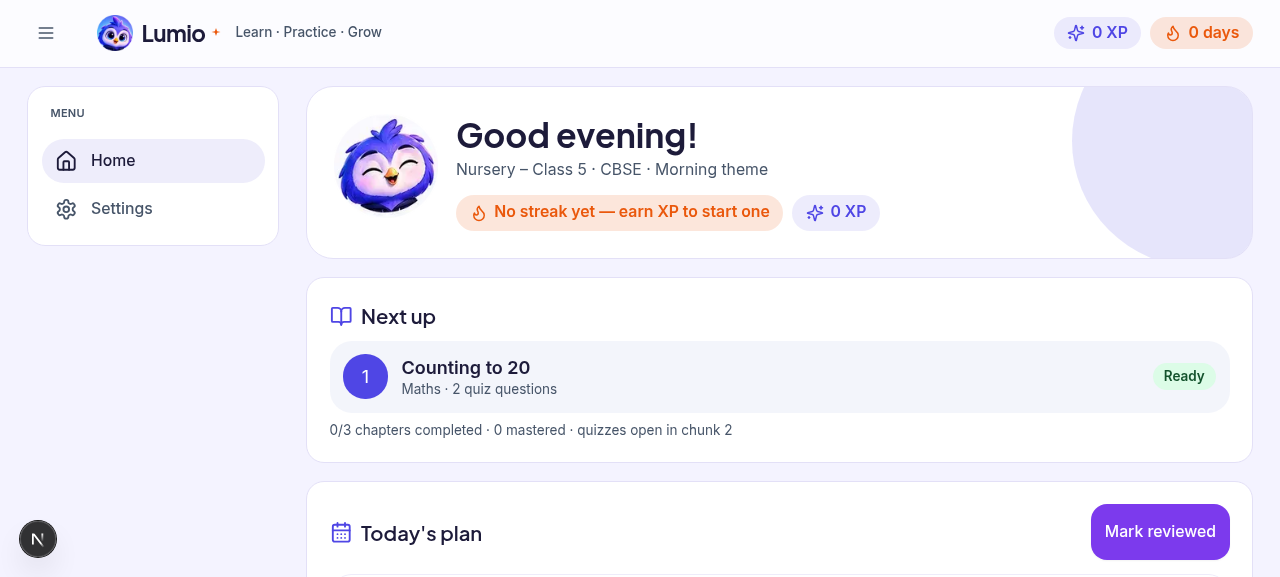 Lumio
Learn · Practice · Grow
0 XP
0 days
MENU
Home
Settings
Good evening!
Nursery – Class 5 · CBSE · Morning theme
No streak yet — earn XP to start one
0 XP
Next up
1
Counting to 20
Maths · 2 quiz questions
Ready
0/3 chapters completed · 0 mastered · quizzes open in chunk 2
Today's plan
Mark reviewed
N